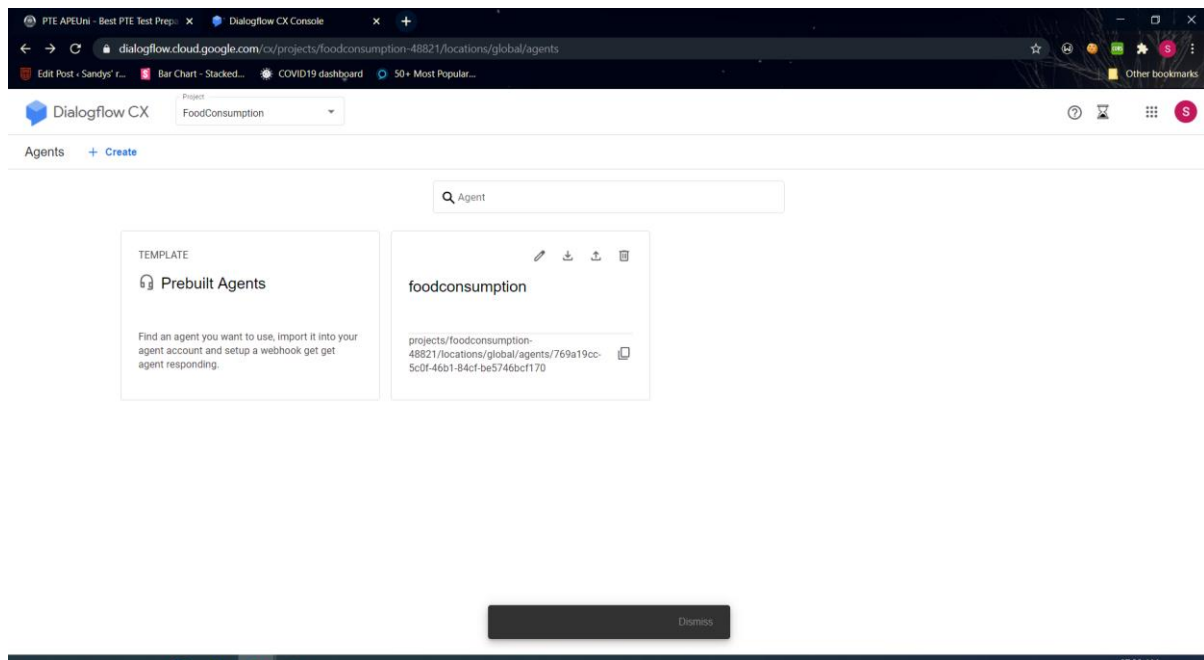 PTE APEUni - Best PTE Test Prepa
Dialogflow CX Console
dialogflow.cloud.google.com/cx/projects/foodconsumption-48821/locations/global/agents
Edit Post ‹ Sandys' r...
Bar Chart - Stacked...
COVID19 dashboard
50+ Most Popular...
Other bookmarks
Dialogflow CX
Project
FoodConsumption
S
Agents
+ Create
Agent
TEMPLATE
Prebuilt Agents
Find an agent you want to use, import it into your
agent account and setup a webhook get get
agent responding.
foodconsumption
projects/foodconsumption-
48821/locations/global/agents/769a19cc-
5c0f-46b1-84cf-be5746bcf170
Dismiss